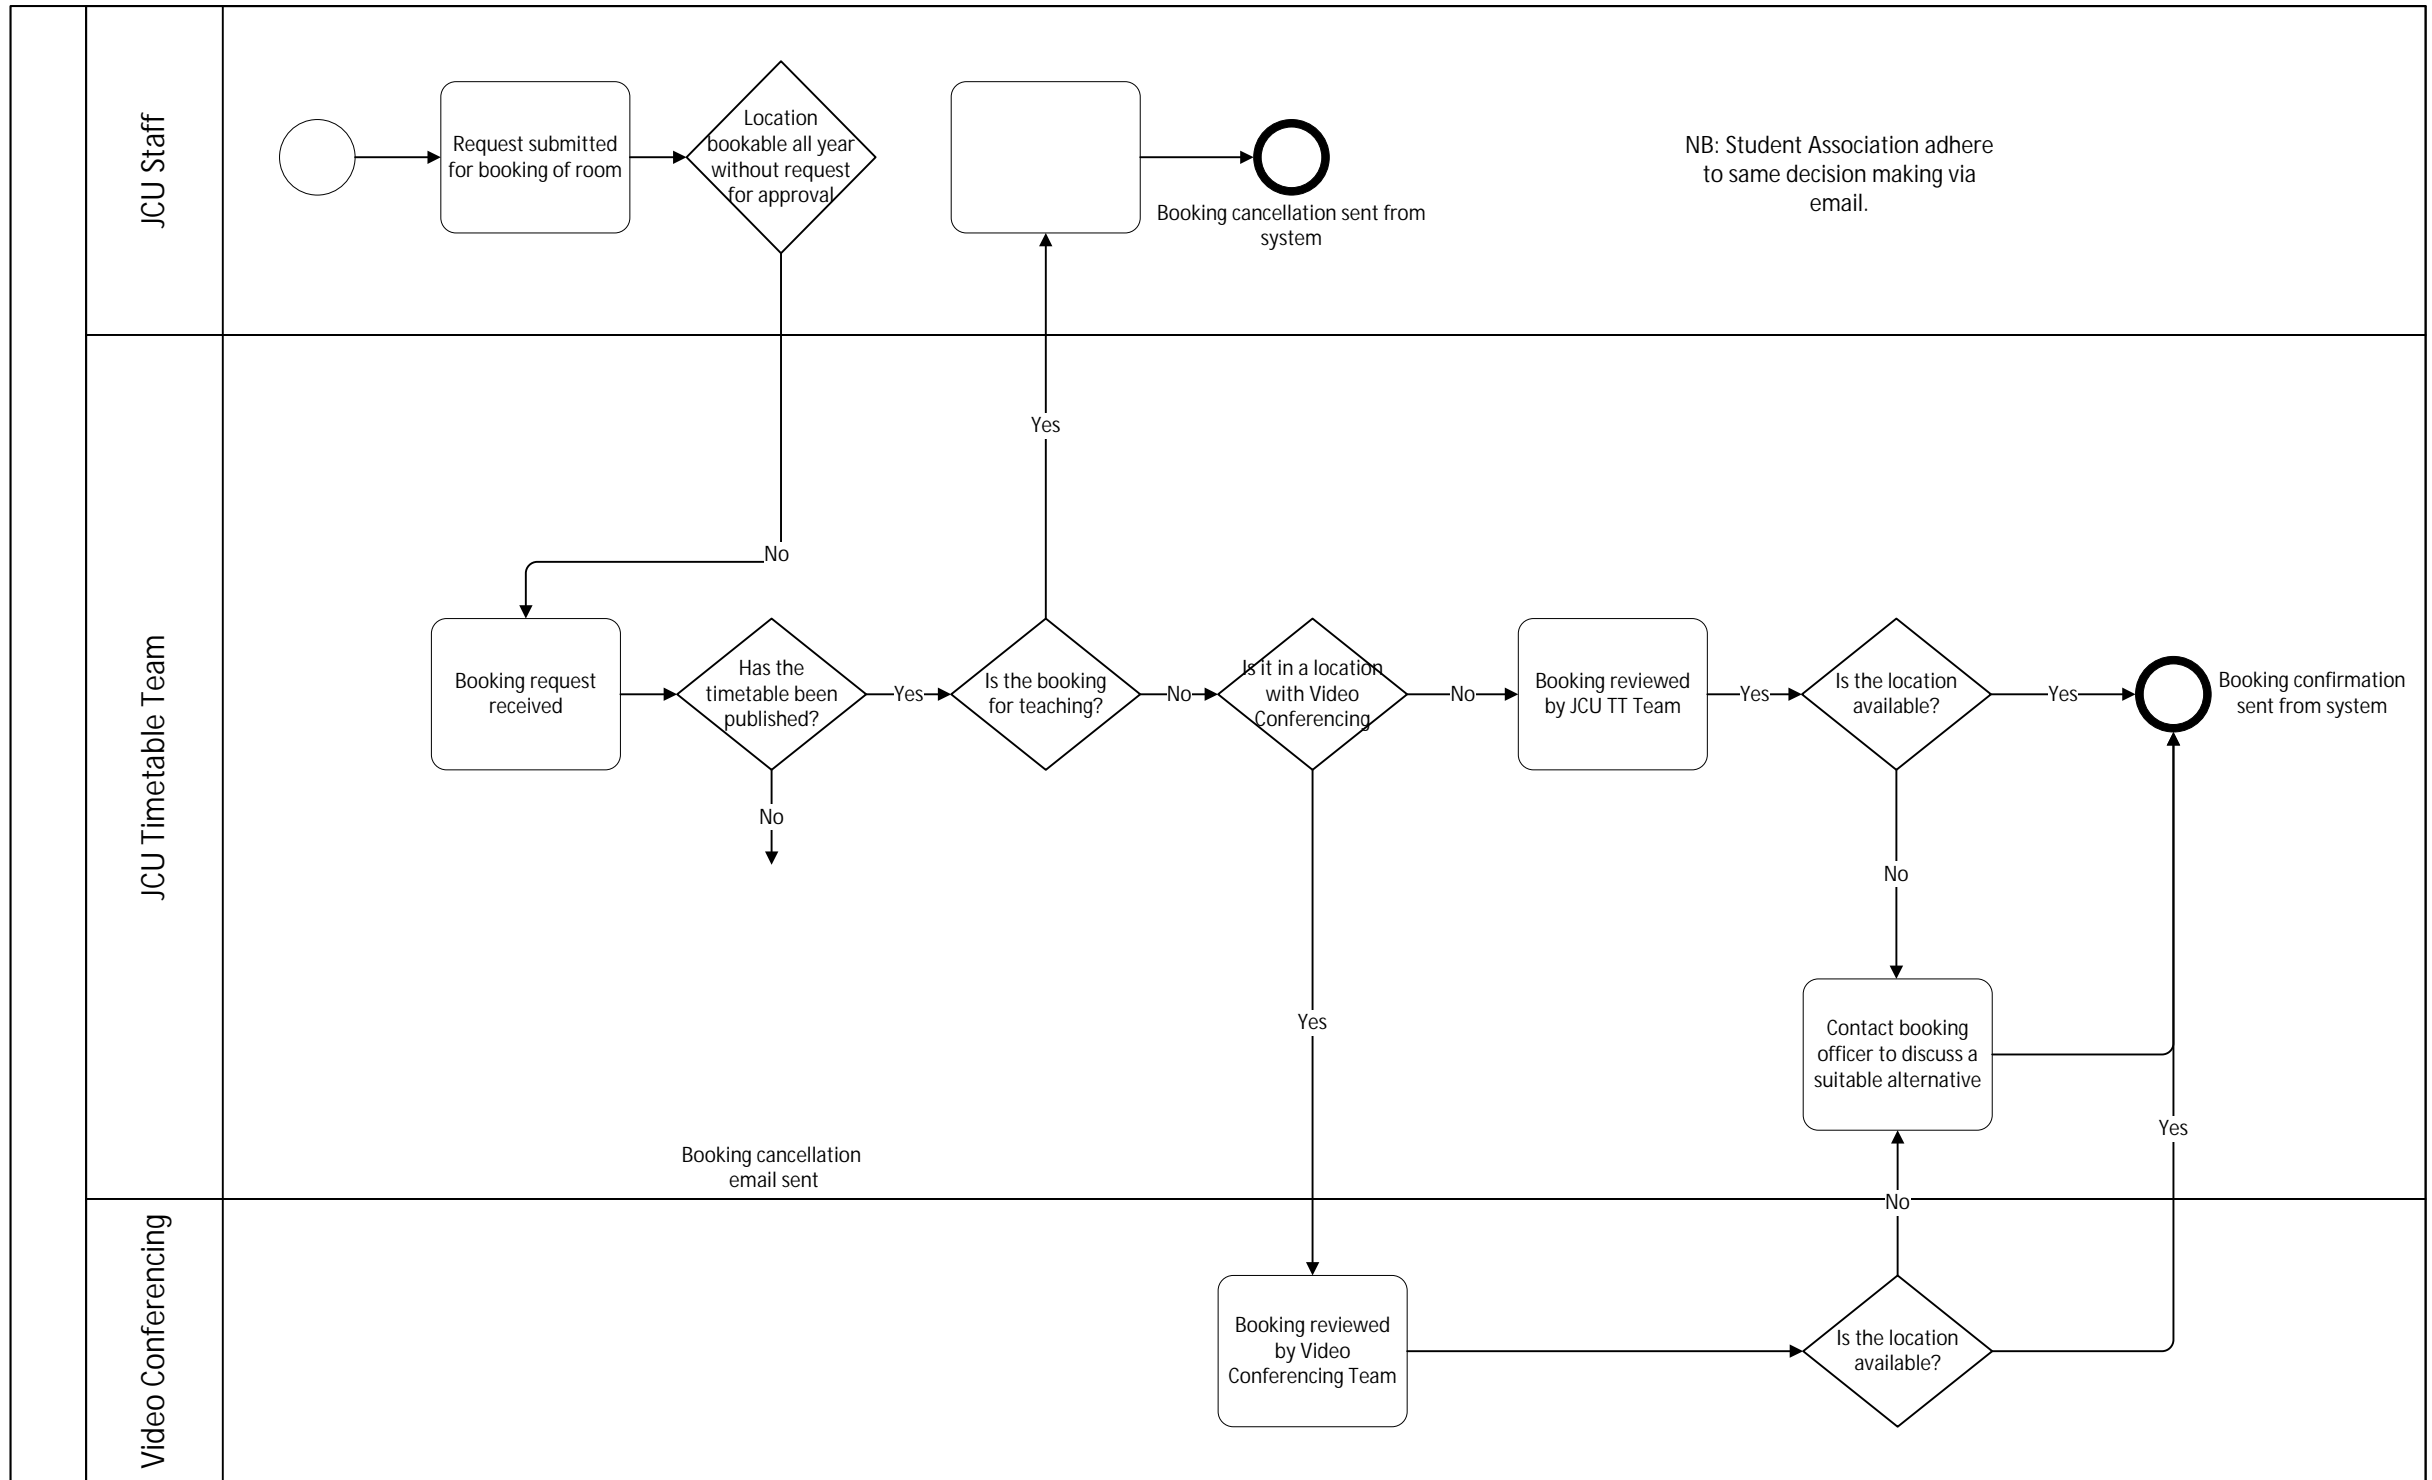 JCU Staff
Request submitted
for booking of room
Location
bookable all year
without request
for approval
Booking cancellation sent from
system
NB: Student Association adhere
to same decision making via
email.
JCU Timetable Team
Yes
No
Booking request
received
Has the
timetable been
published?
Yes
Is the booking
for teaching?
No
Is it in a location
with Video
Conferencing
No
Booking reviewed
by JCU TT Team
Yes
Is the location
available?
Yes
Booking confirmation
sent from system
No
No
Yes
Contact booking
officer to discuss a
suitable alternative
Yes
Booking cancellation
email sent
No
Video Conferencing
Booking reviewed
by Video
Conferencing Team
Is the location
available?